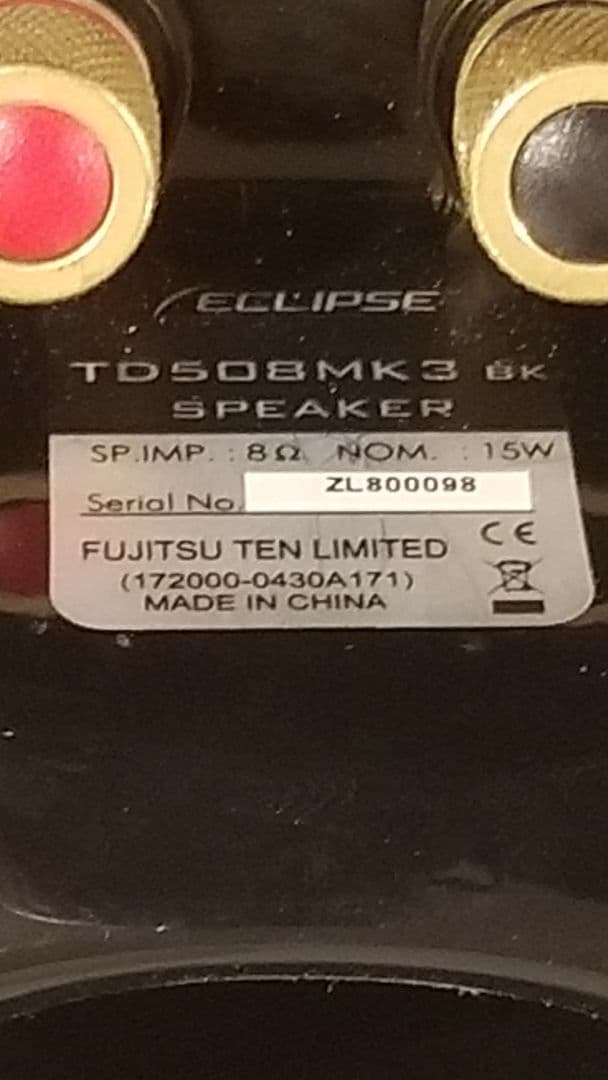 ECLIPSE
TD508MK3 BK
SPEAKER
SP.IMP. : 8Ω NOM. : 15W
Serial No. ZL800098
FUJITSU TEN LIMITED CE
(172000-0430A171)
MADE IN CHINA